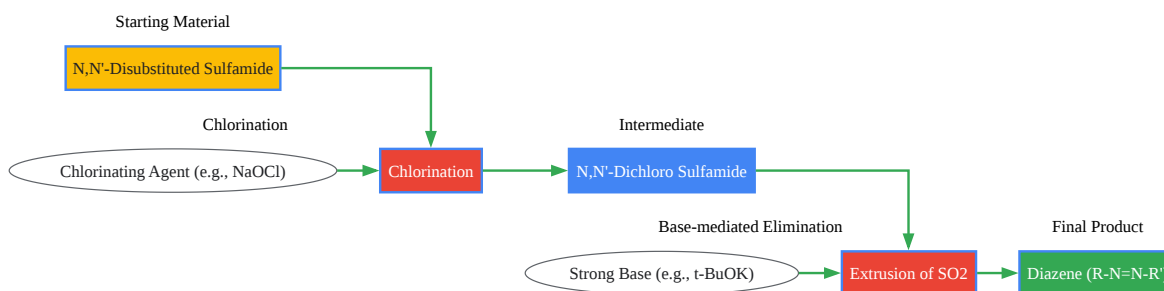 Starting Material
N,N'-Disubstituted Sulfamide
Chlorination
Intermediate
Chlorinating Agent (e.g., NaOCl)
Chlorination
N,N'-Dichloro Sulfamide
Base-mediated Elimination
Final Product
Strong Base (e.g., t-BuOK)
Extrusion of SO2
Diazene (R-N=N-R'